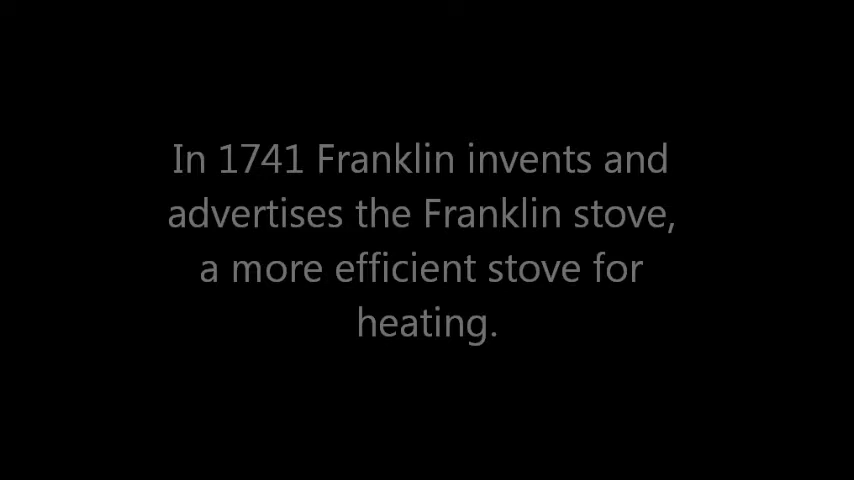 In 1741 Franklin invents and
advertises the Franklin stove,
a more efficient stove for
heating.